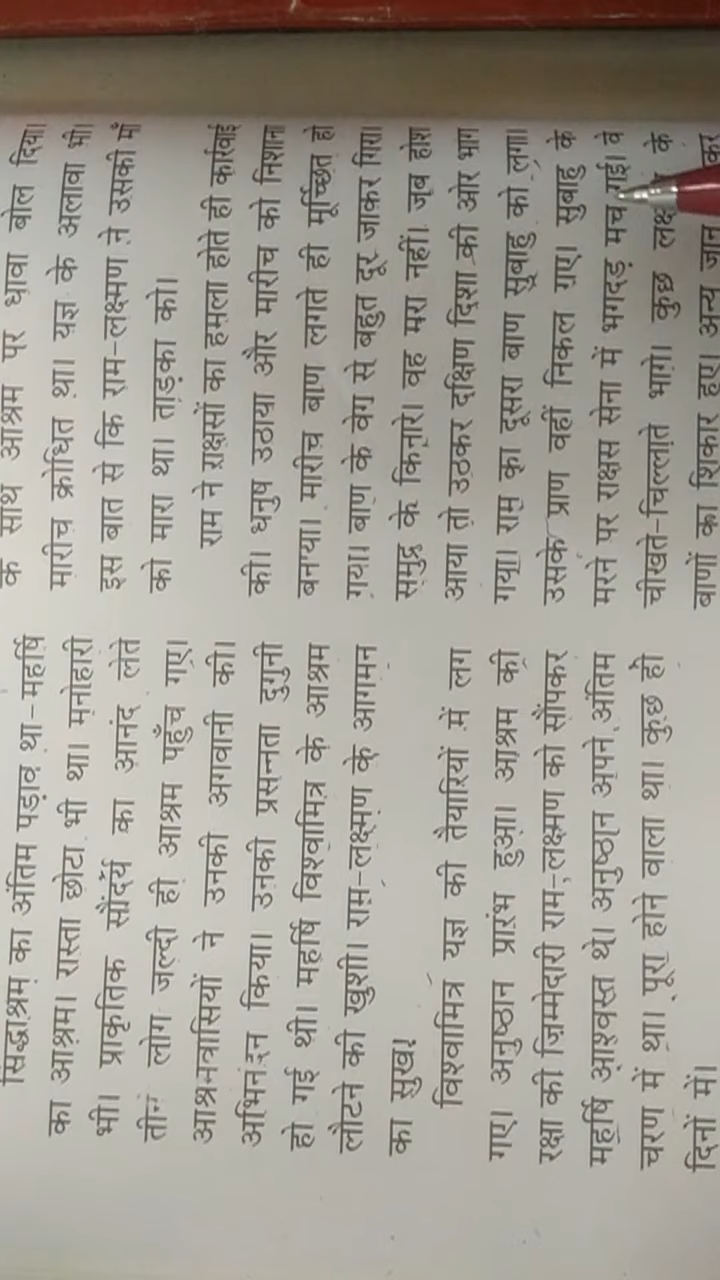 सिद्धाश्रम का अंतिम पड़ाव था-महर्षि
का आश्रम। रास्ता छोटा भी था। मनोहारी
भी। प्राकृतिक सौंदर्य का आनंद लेते
तीन लोग जल्दी ही आश्रम पहुँच गए।
आश्रमवासियों ने उनकी अगवानी की।
अभिनंदन किया। उनकी प्रसन्नता दुगुनी
हो गई थी। महर्षि विश्वामित्र के आश्रम
लौटने की खुशी। राम-लक्ष्मण के आगमन
का सुख!
विश्वामित्र यज्ञ की तैयारियों में लग
गए। अनुष्ठान प्रारंभ हुआ। आश्रम की
रक्षा की ज़िम्मेदारी राम-लक्ष्मण को सौंपकर
महर्षि आश्वस्त थे। अनुष्ठान अपने अंतिम
चरण में था। पूरा होने वाला था। कुछ ही
दिनों में।
के साथ आश्रम पर धावा बोल दिया।
मारीच क्रोधित था। यज्ञ के अलावा भी।
इस बात से कि राम-लक्ष्मण ने उसकी माँ
को मारा था। ताड़का को।
राम ने राक्षसों का हमला होते ही कार्रवाई
की। धनुष उठाया और मारीच को निशाना
बनया। मारीच बाण लगते ही मूर्च्छित हो
गया। बाण के वेग से बहुत दूर जाकर गिरा।
समुद्र के किनारे। वह मरा नहीं। जब होश
आया तो उठकर दक्षिण दिशा की ओर भाग
गया। राम का दूसरा बाण सुबाहु को लगा।
उसके प्राण वहीं निकल गए। सुबाहु के
मरने पर राक्षस सेना में भगदड़ मच गई। वे
चीखते-चिल्लाते भागे। कुछ के
बाणों का शिकार हुए। अन्य जान कर